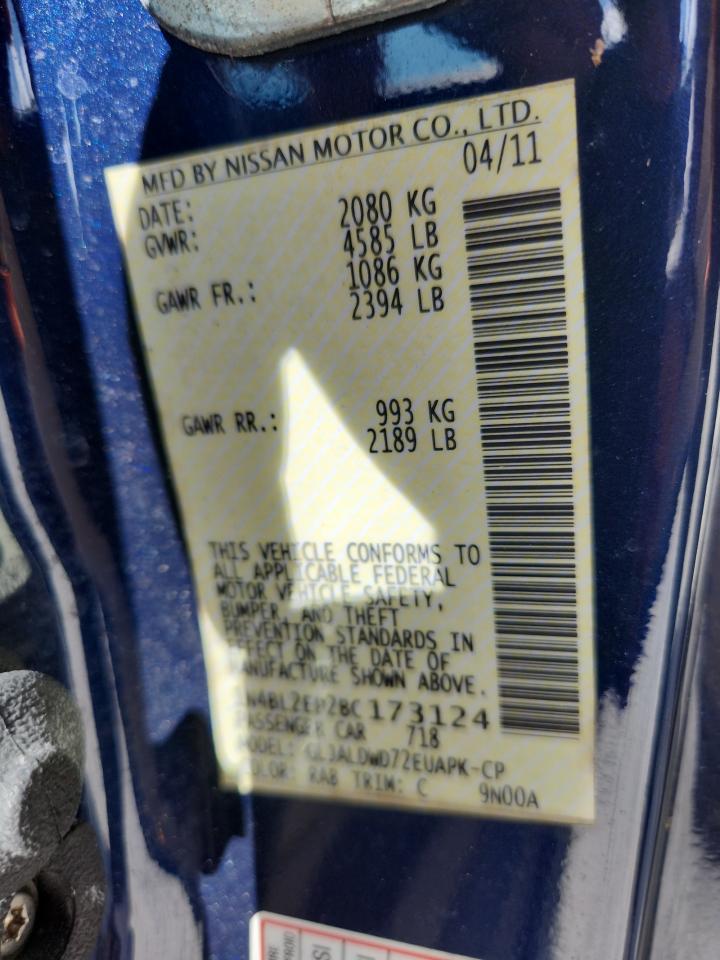 MFD BY NISSAN MOTOR CO., LTD.
DATE: 04/11
GVWR: 2080 KG
4585 LB
GAWR FR.: 1086 KG
2394 LB
GAWR RR.: 993 KG
2189 LB
THIS VEHICLE CONFORMS TO
ALL APPLICABLE FEDERAL
MOTOR VEHICLE SAFETY,
BUMPER, AND THEFT
PREVENTION STANDARDS IN
EFFECT ON THE DATE OF
MANUFACTURE SHOWN ABOVE.
173124
PASSENGER CAR 718
MODEL: GL3ALDWD72EUAPK-CP
COLOR: RAB TRIM: C 9N00A